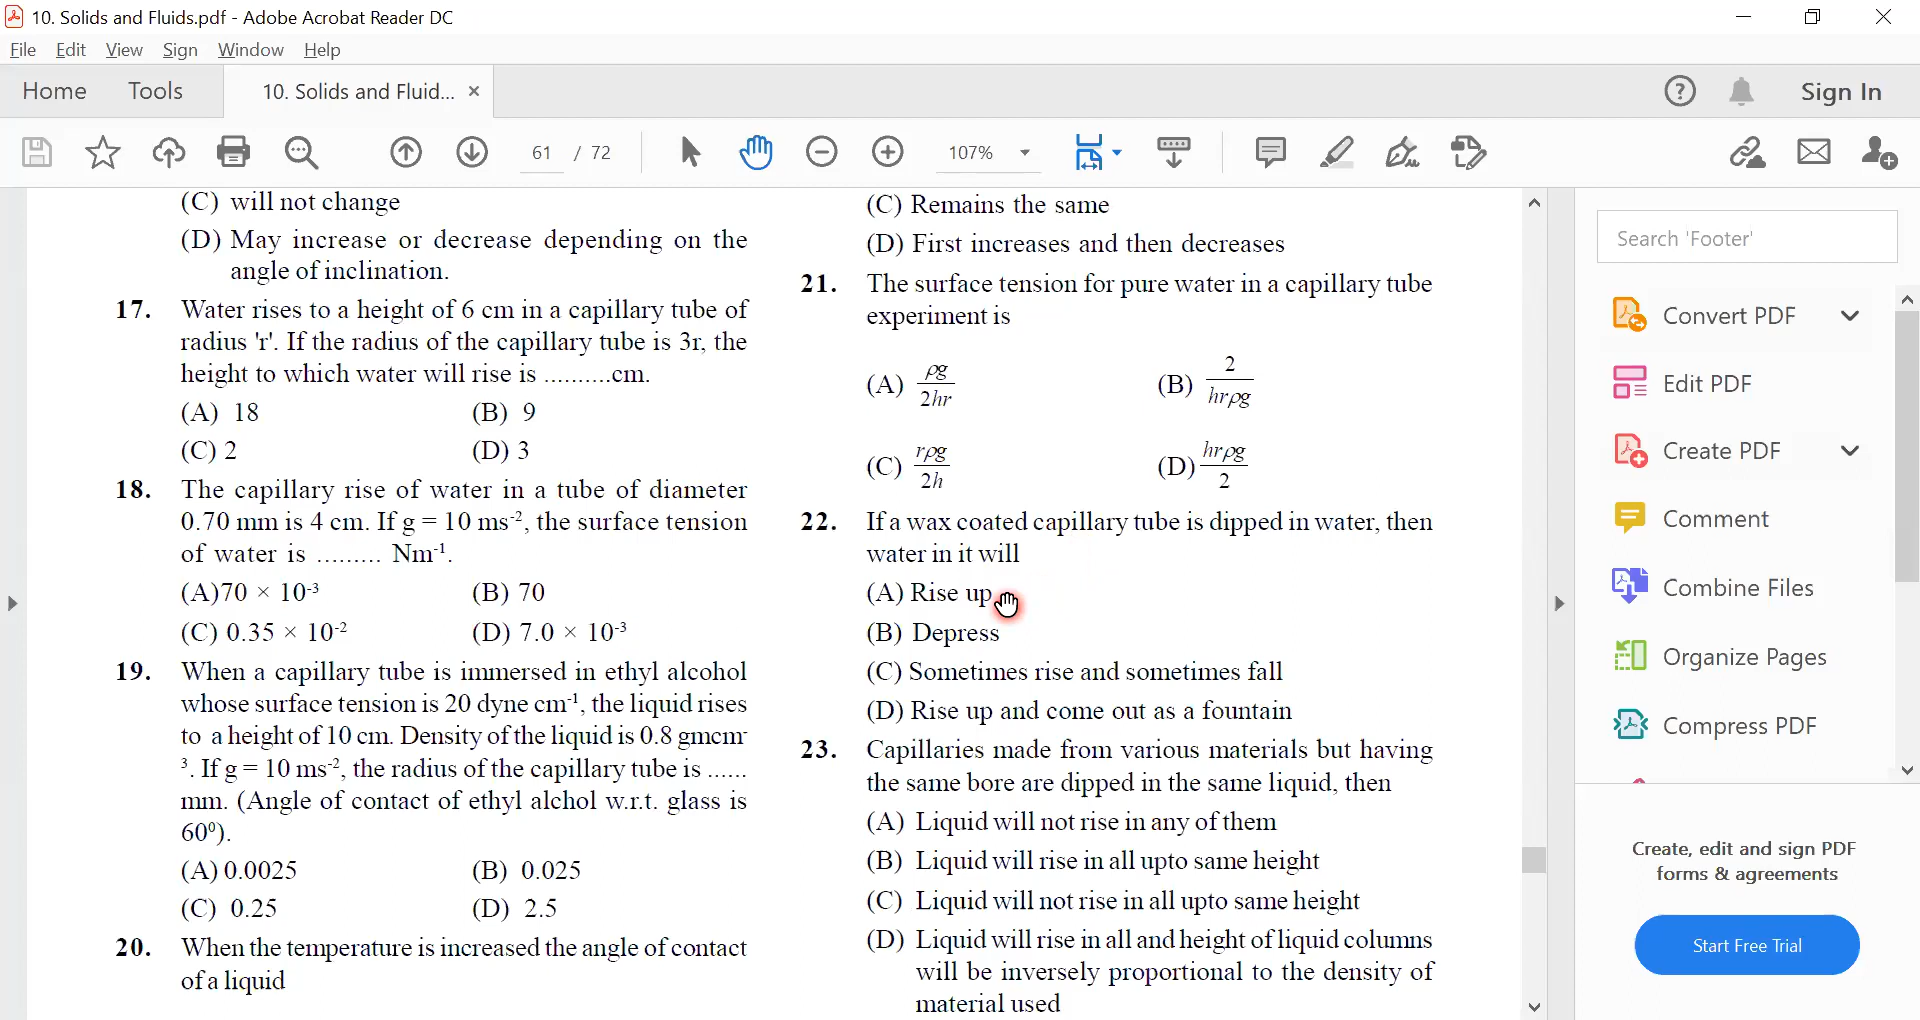 10. Solids and Fluids.pdf - Adobe Acrobat Reader DC
File Edit View Sign Window Help
Home Tools 10. Solids and Fluid... ×
Sign In
61 / 72 107%
(C) will not change
(D) May increase or decrease depending on the
angle of inclination.
17. Water rises to a height of 6 cm in a capillary tube of
radius 'r'. If the radius of the capillary tube is 3r, the
height to which water will rise is ..........cm.
(A) 18 (B) 9
(C) 2 (D) 3
18. The capillary rise of water in a tube of diameter
0.70 mm is 4 cm. If g = 10 ms⁻², the surface tension
of water is ......... Nm⁻¹.
(A)70 × 10⁻³ (B) 70
(C) 0.35 × 10⁻² (D) 7.0 × 10⁻³
19. When a capillary tube is immersed in ethyl alcohol
whose surface tension is 20 dyne cm⁻¹, the liquid rises
to a height of 10 cm. Density of the liquid is 0.8 gmcm⁻
³. If g = 10 ms⁻², the radius of the capillary tube is ......
mm. (Angle of contact of ethyl alchol w.r.t. glass is
60⁰).
(A) 0.0025 (B) 0.025
(C) 0.25 (D) 2.5
20. When the temperature is increased the angle of contact
of a liquid
(C) Remains the same
(D) First increases and then decreases
21. The surface tension for pure water in a capillary tube
experiment is
(A) ρg/2hr (B) 2/hrρg
(C) rρg/2h (D) hrρg/2
22. If a wax coated capillary tube is dipped in water, then
water in it will
(A) Rise up
(B) Depress
(C) Sometimes rise and sometimes fall
(D) Rise up and come out as a fountain
23. Capillaries made from various materials but having
the same bore are dipped in the same liquid, then
(A) Liquid will not rise in any of them
(B) Liquid will rise in all upto same height
(C) Liquid will not rise in all upto same height
(D) Liquid will rise in all and height of liquid columns
will be inversely proportional to the density of
material used
Search 'Footer'
Convert PDF
Edit PDF
Create PDF
Comment
Combine Files
Organize Pages
Compress PDF
Create, edit and sign PDF
forms & agreements
Start Free Trial